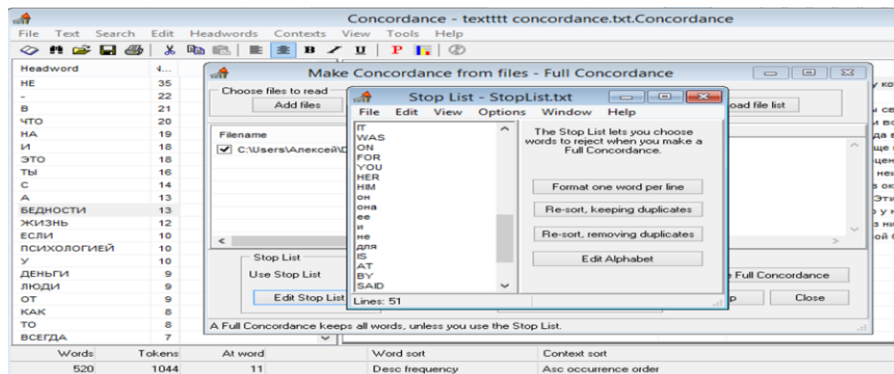 Concordance - textttt concordance.txt.Concordance
File Text Search Edit Headwords Contexts View Tools Help
B / U P
Headword
НЕ 35
- 22
В 21
ЧТО 20
НА 19
И 18
ЭТО 18
ТЫ 16
С 14
А 13
БЕДНОСТИ 13
ЖИЗНЬ 12
ЕСЛИ 10
ПСИХОЛОГИЕЙ 10
У 10
ДЕНЬГИ 9
ЛЮДИ 9
ОТ 9
КАК 8
ТО 8
ВСЕГДА 7
Words Tokens At word Word sort Context sort
520 1044 11 Desc frequency Asc occurrence order
Make Concordance from files - Full Concordance
Choose files to read
Add files
oad file list
Filename
C:\Users\Алексей\D
Stop List
Use Stop List
Edit Stop List
Full Concordance
p Close
A Full Concordance keeps all words, unless you use the Stop List.
Stop List - StopList.txt
File Edit View Options Window Help
IT
WAS
ON
FOR
YOU
HER
HIM
он
она
ее
и
не
для
IS
AT
BY
SAID
The Stop List lets you choose
words to reject when you make a
Full Concordance.
Format one word per line
Re-sort, keeping duplicates
Re-sort, removing duplicates
Edit Alphabet
Lines: 51